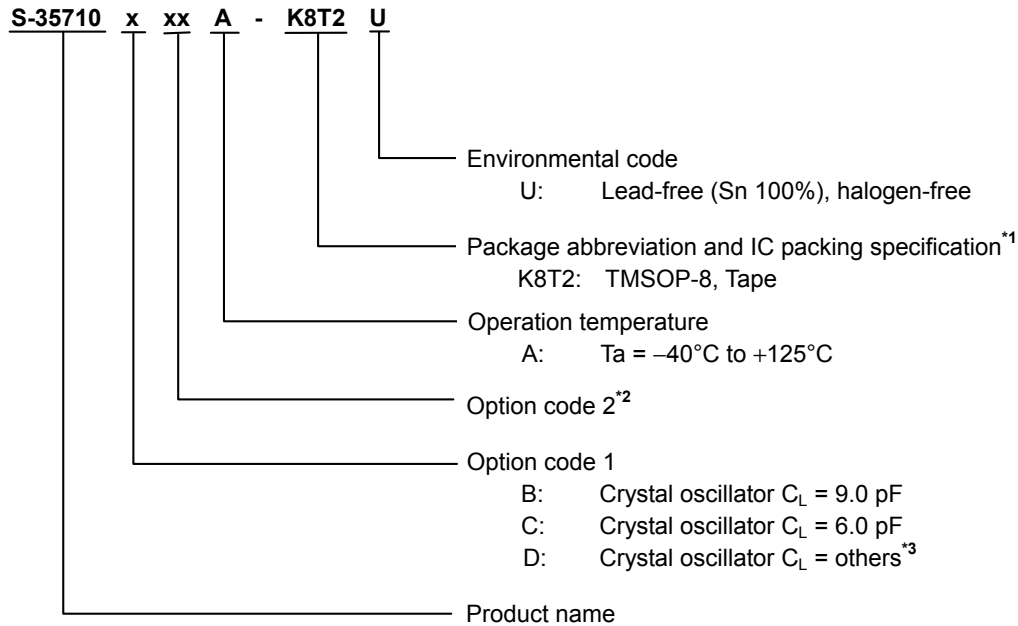 S-35710 x xx A - K8T2 U
Environmental code
U: Lead-free (Sn 100%), halogen-free
Package abbreviation and IC packing specification*1
K8T2: TMSOP-8, Tape
Operation temperature
A: Ta = −40°C to +125°C
Option code 2*2
Option code 1
B: Crystal oscillator CL = 9.0 pF
C: Crystal oscillator CL = 6.0 pF
D: Crystal oscillator CL = others*3
Product name